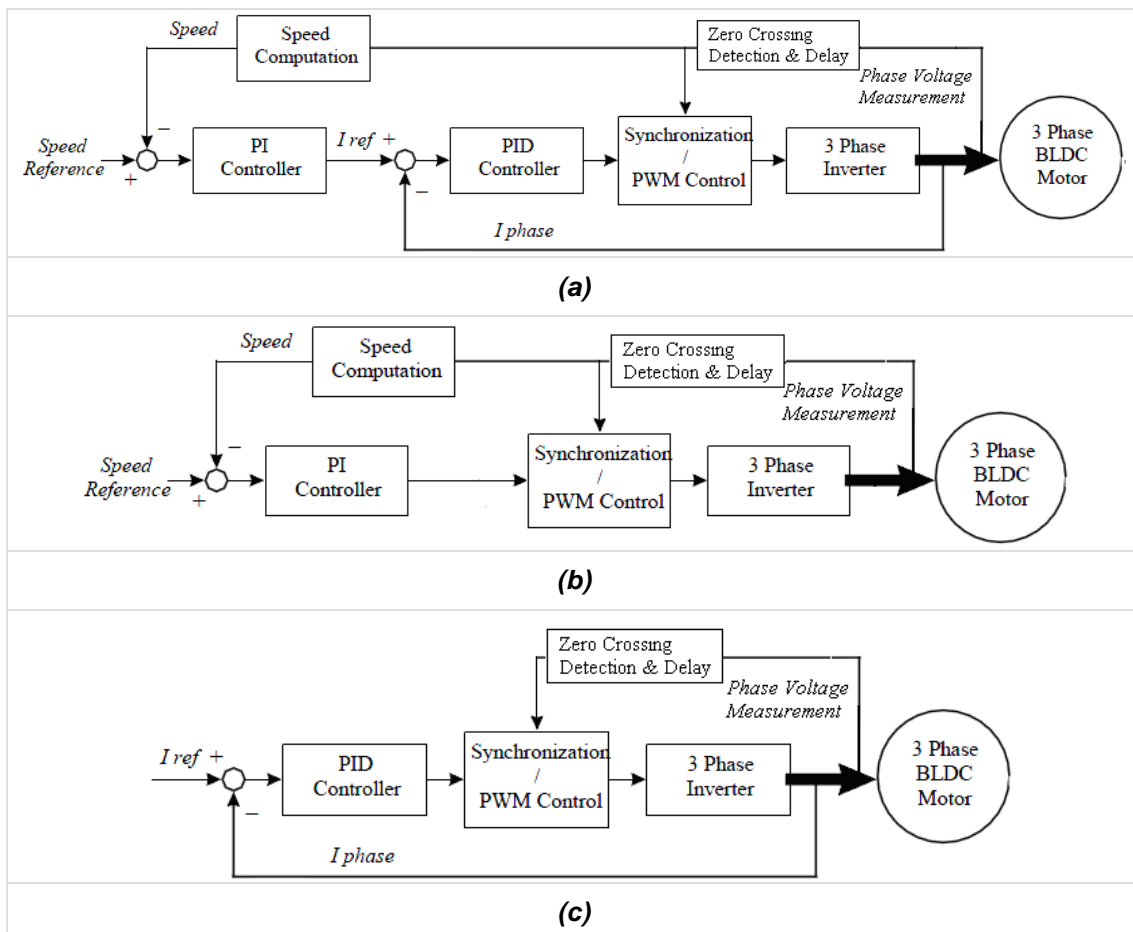 Speed
Speed
Computation
Zero Crossing
Detection & Delay
Phase Voltage
Measurement
Speed
Reference
−
+
PI
Controller
I ref +
−
PID
Controller
Synchronization
/
PWM Control
3 Phase
Inverter
3 Phase
BLDC
Motor
I phase
(a)
Speed
Speed
Computation
Zero Crossing
Detection & Delay
Phase Voltage
Measurement
Speed
Reference
−
+
PI
Controller
Synchronization
/
PWM Control
3 Phase
Inverter
3 Phase
BLDC
Motor
(b)
Zero Crossing
Detection & Delay
Phase Voltage
Measurement
I ref +
−
PID
Controller
Synchronization
/
PWM Control
3 Phase
Inverter
3 Phase
BLDC
Motor
I phase
(c)